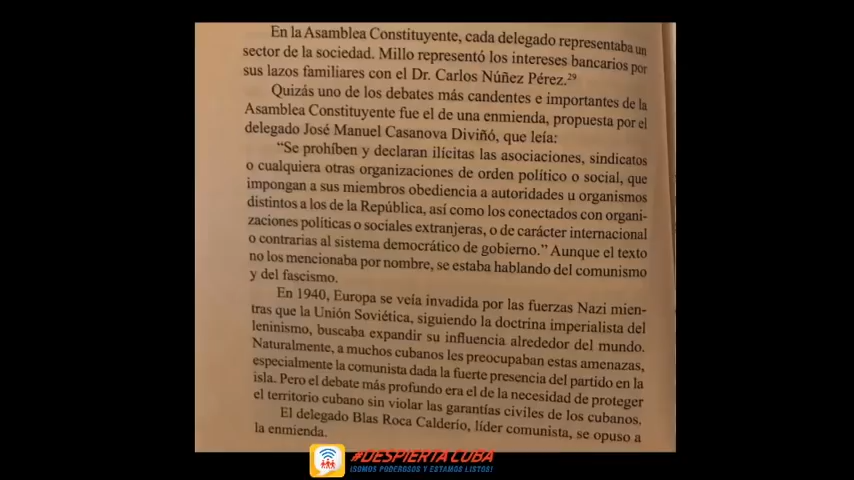 En la Asamblea Constituyente, cada delegado representaba un
sector de la sociedad. Millo representó los intereses bancarios por
sus lazos familiares con el Dr. Carlos Núñez Pérez.29
Quizás uno de los debates más candentes e importantes de la
Asamblea Constituyente fue el de una enmienda, propuesta por el
delegado José Manuel Casanova Diviñó, que leía:
“Se prohíben y declaran ilícitas las asociaciones, sindicatos
o cualquiera otras organizaciones de orden político o social, que
impongan a sus miembros obediencia a autoridades u organismos
distintos a los de la República, así como los conectados con organi-
zaciones políticas o sociales extranjeras, o de carácter internacional
o contrarias al sistema democrático de gobierno.” Aunque el texto
no los mencionaba por nombre, se estaba hablando del comunismo
y del fascismo.
En 1940, Europa se veía invadida por las fuerzas Nazi mien-
tras que la Unión Soviética, siguiendo la doctrina imperialista del
leninismo, buscaba expandir su influencia alrededor del mundo.
Naturalmente, a muchos cubanos les preocupaban estas amenazas,
especialmente la comunista dada la fuerte presencia del partido en la
isla. Pero el debate más profundo era el de la necesidad de proteger
el territorio cubano sin violar las garantías civiles de los cubanos.
El delegado Blas Roca Calderío, líder comunista, se opuso a
la enmienda.
#DESPIERTA CUBA
¡SOMOS PODEROSOS Y ESTAMOS LISTOS!